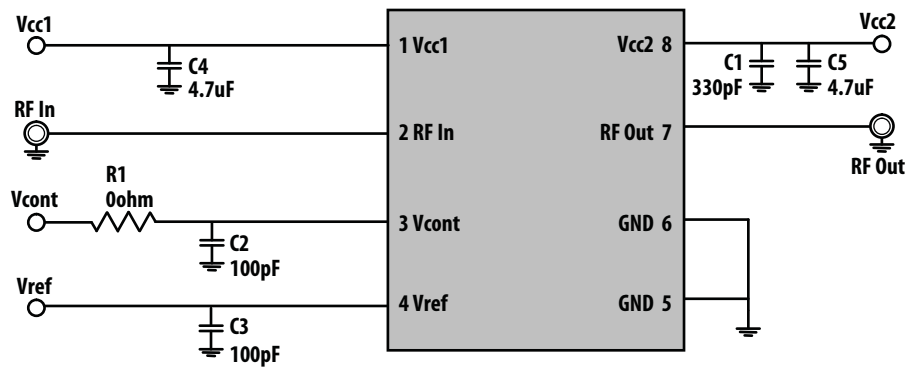 Vcc1
C4
4.7uF
1 Vcc1
Vcc2 8
Vcc2
C1
330pF
C5
4.7uF
RF In
2 RF In
RF Out 7
RF Out
R1
0ohm
Vcont
C2
100pF
3 Vcont
GND 6
Vref
C3
100pF
4 Vref
GND 5